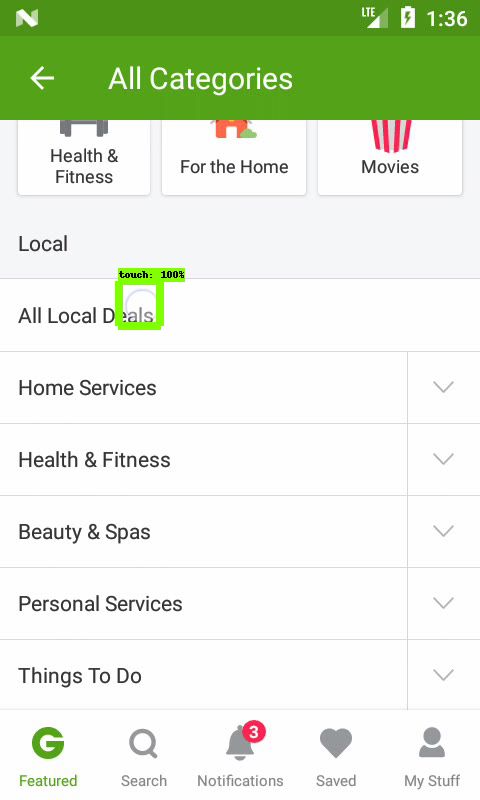 LTE 1:36
All Categories
Health &
Fitness
For the Home
Movies
Local
touch: 100%
All Local Deals
Home Services
Health & Fitness
Beauty & Spas
Personal Services
Things To Do
3
Featured
Search
Notifications
Saved
My Stuff